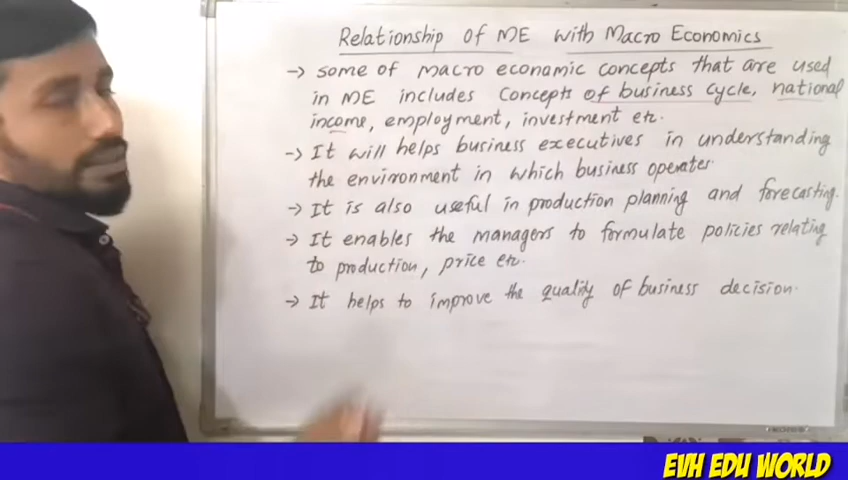 Relationship of ME with Macro Economics
→ some of macro economic concepts that are used
in ME includes Concepts of business cycle, national
income, employment, investment etc.
→ It will helps business executives in understanding
the environment in which business operates.
→ It is also useful in production planning and forecasting.
→ It enables the managers to formulate policies relating
to production, price etc.
→ It helps to improve the quality of business decision.
EVH EDU WORLD